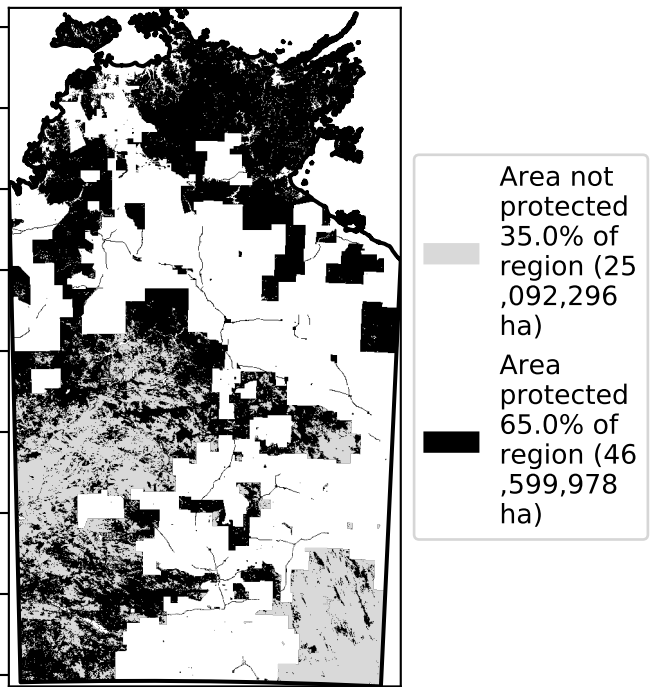 Area not
protected
35.0% of
region (25
,092,296
ha)
Area
protected
65.0% of
region (46
,599,978
ha)